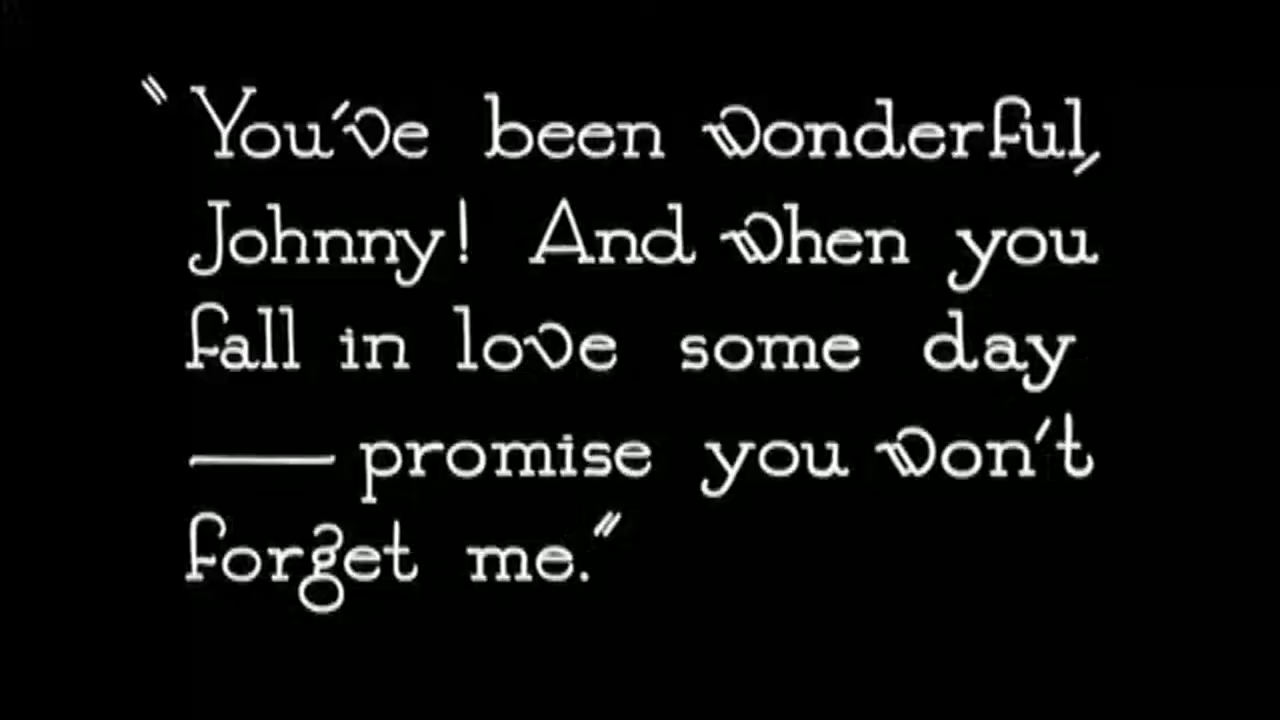 "You've been wonderful,
Johnny! And when you
fall in love some day
— promise you won't
forget me."